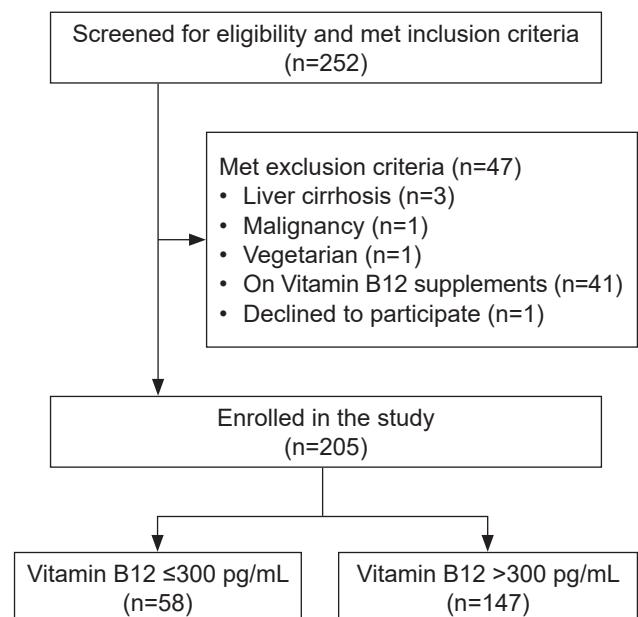 Screened for eligibility and met inclusion criteria
(n=252)
Met exclusion criteria (n=47)
• Liver cirrhosis (n=3)
• Malignancy (n=1)
• Vegetarian (n=1)
• On Vitamin B12 supplements (n=41)
• Declined to participate (n=1)
Enrolled in the study
(n=205)
Vitamin B12 ≤300 pg/mL
(n=58)
Vitamin B12 >300 pg/mL
(n=147)